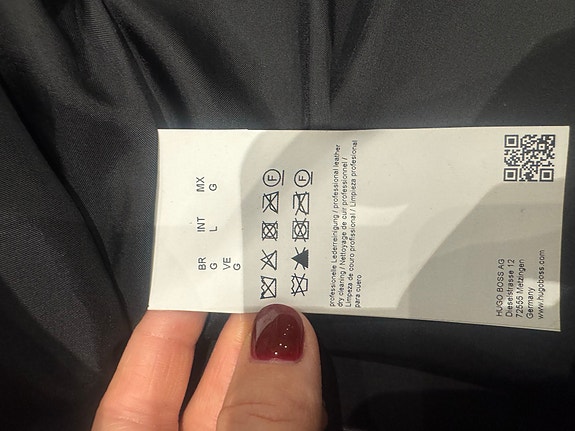 BR INT MX
G L G
VE
G
F
F
professionelle Lederreinigung / professional leather
dry cleaning / Nettoyage de cuir professionnel /
Limpeza de couro profissional / Limpieza profesional
para cuero
HUGO BOSS AG
Dieselstrasse 12
72555 Metzingen
Germany
www.hugoboss.com